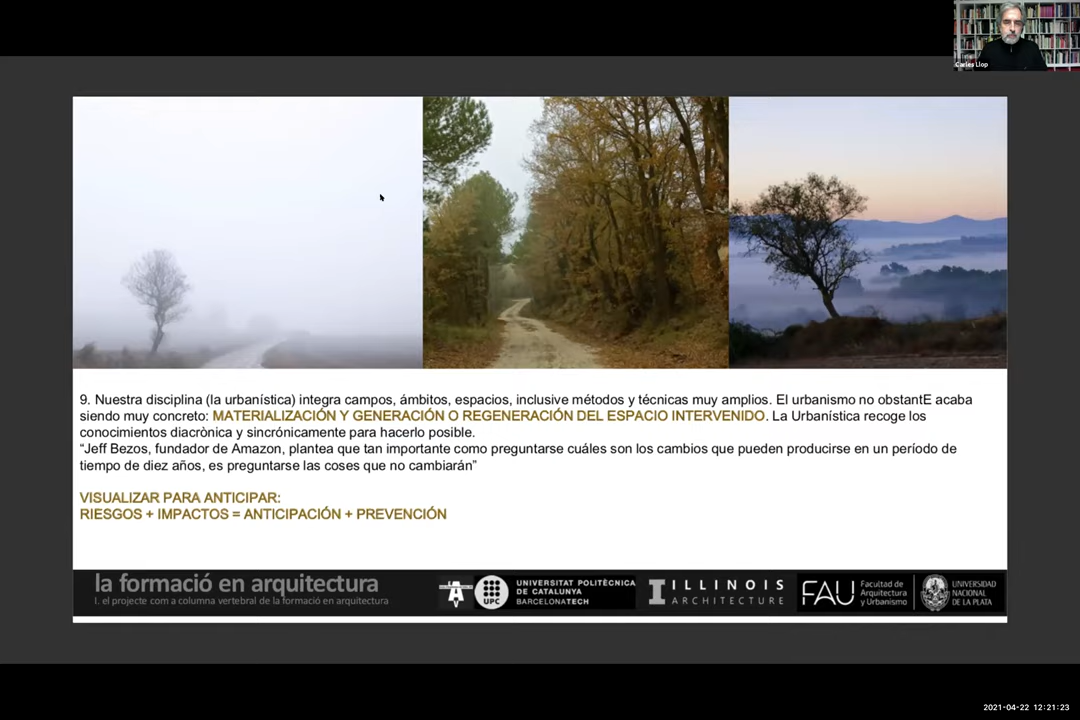 Carles Llop
9. Nuestra disciplina (la urbanística) integra campos, ámbitos, espacios, inclusive métodos y técnicas muy amplios. El urbanismo no obstantE acaba
siendo muy concreto: MATERIALIZACIÓN Y GENERACIÓN O REGENERACIÓN DEL ESPACIO INTERVENIDO. La Urbanística recoge los
conocimientos diacrònica y sincrónicamente para hacerlo posible.
“Jeff Bezos, fundador de Amazon, plantea que tan importante como preguntarse cuáles son los cambios que pueden producirse en un período de
tiempo de diez años, es preguntarse las coses que no cambiarán”
VISUALIZAR PARA ANTICIPAR:
RIESGOS + IMPACTOS = ANTICIPACIÓN + PREVENCIÓN
la formació en arquitectura
I. el projecte com a columna vertebral de la formació en arquitectura
UPC
UNIVERSITAT POLITÈCNICA
DE CATALUNYA
BARCELONATECH
ILLINOIS
ARCHITECTURE
FAU
Facultad de
Arquitectura
y Urbanismo
UNIVERSIDAD
NACIONAL
DE LA PLATA
2021-04-22 12:21:23